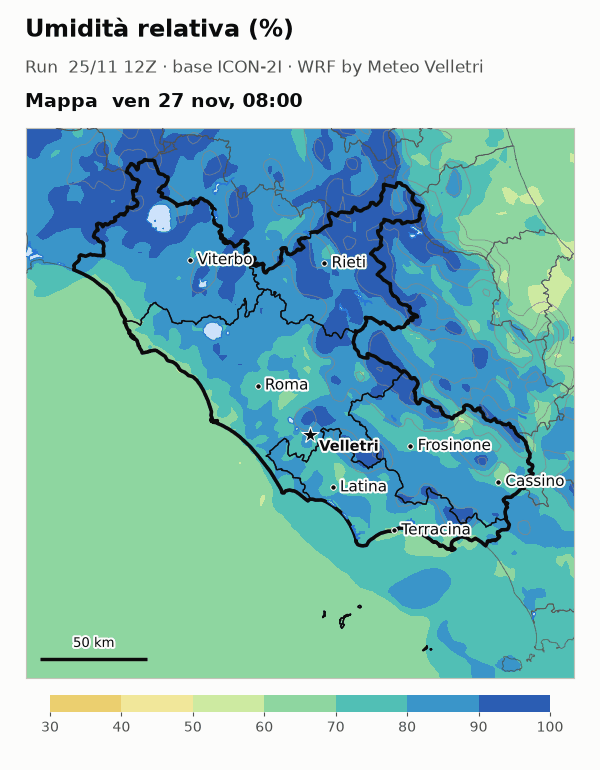 Umidità relativa (%)
Run 25/11 12Z · base ICON-2I · WRF by Meteo Velletri
Mappa ven 27 nov, 08:00
Viterbo
Rieti
Roma
Velletri
Frosinone
Cassino
Latina
Terracina
50 km
30 40 50 60 70 80 90 100